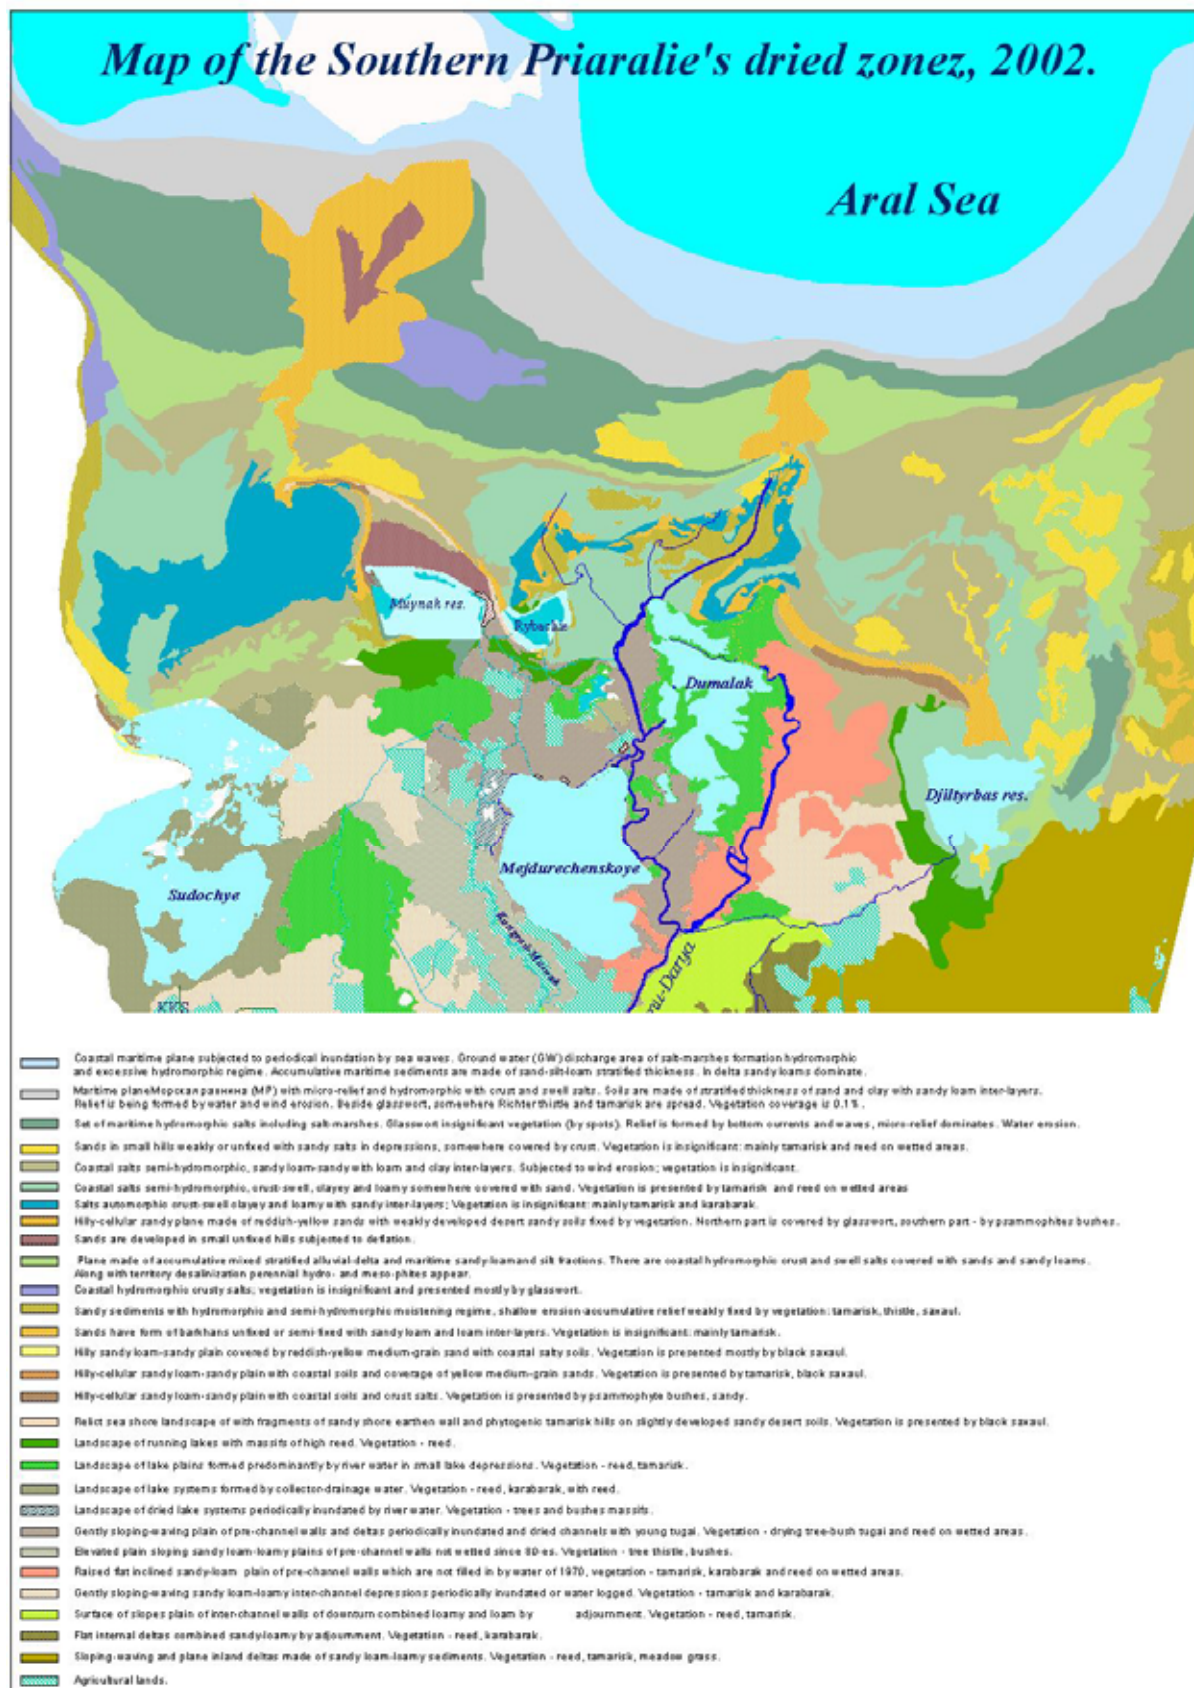 Map of the Southern Priaralie's dried zonez, 2002.
Aral Sea
Muynak res.
Rybackie
Dumalak
Djiltyrbas res.
Mejdurechenskoye
Sudochye
KKS
Coastal maritime plane subjected to periodical inundation by sea waves. Ground water (GW) discharge area of salt-marshes formation hydromorphic
and excessive hydromorphic regime. Accumulative maritime sediments are made of sand-silt-loam stratified thickness. In delta sandy loams dominate.
Maritime planeМорская равнина (MP) with micro-relief and hydromorphic with crust and swell salts. Soils are made of stratified thickness of sand and clay with sandy loam inter-layers.
Relief is being formed by water and wind erosion. Beside glasswort, somewhere Richter thistle and tamarisk are spread. Vegetation coverage is 0.1%.
Set of maritime hydromorphic salts including salt-marshes. Glasswort insignificant vegetation (by spots). Relief is formed by bottom currents and waves, micro-relief dominates. Water erosion.
Sands in small hills weakly or unfixed with sandy salts in depressions, somewhere covered by crust. Vegetation is insignificant: mainly tamarisk and reed on wetted areas.
Coastal salts semi-hydromorphic, sandy loam-sandy with loam and clay inter-layers. Subjected to wind erosion; vegetation is insignificant.
Coastal salts semi-hydromorphic, crust-swell, clayey and loamy somewhere covered with sand. Vegetation is presented by tamarisk and reed on wetted areas
Salts automorphic crust-swell clayey and loamy with sandy inter-layers; Vegetation is insignificant: mainly tamarisk and karabarak.
Hilly-cellular sandy plane made of reddish-yellow sands with weakly developed desert sandy soils fixed by vegetation. Northern part is covered by glasswort, southern part - by psammophites bushes.
Sands are developed in small unfixed hills subjected to deflation.
Plane made of accumulative mixed stratified alluvial-delta and maritime sandy loamand silt fractions. There are coastal hydromorphic crust and swell salts covered with sands and sandy loams.
Along with territory desalinization perennial hydro- and meso-phites appear.
Coastal hydromorphic crusty salts; vegetation is insignificant and presented mostly by glasswort.
Sandy sediments with hydromorphic and semi-hydromorphic moistening regime, shallow erosion-accumulative relief weakly fixed by vegetation: tamarisk, thistle, saxaul.
Sands have form of barkhans unfixed or semi-fixed with sandy loam and loam inter-layers. Vegetation is insignificant: mainly tamarisk.
Hilly sandy loam-sandy plain covered by reddish-yellow medium-grain sand with coastal salty soils. Vegetation is presented mostly by black saxaul.
Hilly-cellular sandy loam-sandy plain with coastal soils and coverage of yellow medium-grain sands. Vegetation is presented by tamarisk, black saxaul.
Hilly-cellular sandy loam-sandy plain with coastal soils and crust salts. Vegetation is presented by psammophyte bushes, sandy.
Relict sea shore landscape of with fragments of sandy shore earthen wall and phytogenic tamarisk hills on slightly developed sandy desert soils. Vegetation is presented by black saxaul.
Landscape of running lakes with massifs of high reed. Vegetation - reed.
Landscape of lake plains formed predominantly by river water in small lake depressions. Vegetation - reed, tamarisk.
Landscape of lake systems formed by collector-drainage water. Vegetation - reed, karabarak, with reed.
Landscape of dried lake systems periodically inundated by river water. Vegetation - trees and bushes massifs.
Gently sloping-waving plain of pre-channel walls and deltas periodically inundated and dried channels with young tugai. Vegetation - drying tree-bush tugai and reed on wetted areas.
Elevated plain sloping sandy loam-loamy plains of pre-channel walls not wetted since 80-es. Vegetation - tree thistle, bushes.
Raised flat inclined sandy-loam plain of pre-channel walls which are not filled in by water of 1970, vegetation - tamarisk, karabarak and reed on wetted areas.
Gently sloping-waving sandy loam-loamy inter-channel depressions periodically inundated or water logged. Vegetation - tamarisk and karabarak.
Surface of slopes plain of inter-channel walls of downturn combined loamy and loam by adjournment. Vegetation - reed, tamarisk.
Flat internal deltas combined sandy-loamy by adjournment. Vegetation - reed, karabarak.
Sloping-waving and plane inland deltas made of sandy loam-loamy sediments. Vegetation - reed, tamarisk, meadow grass.
Agricultural lands.